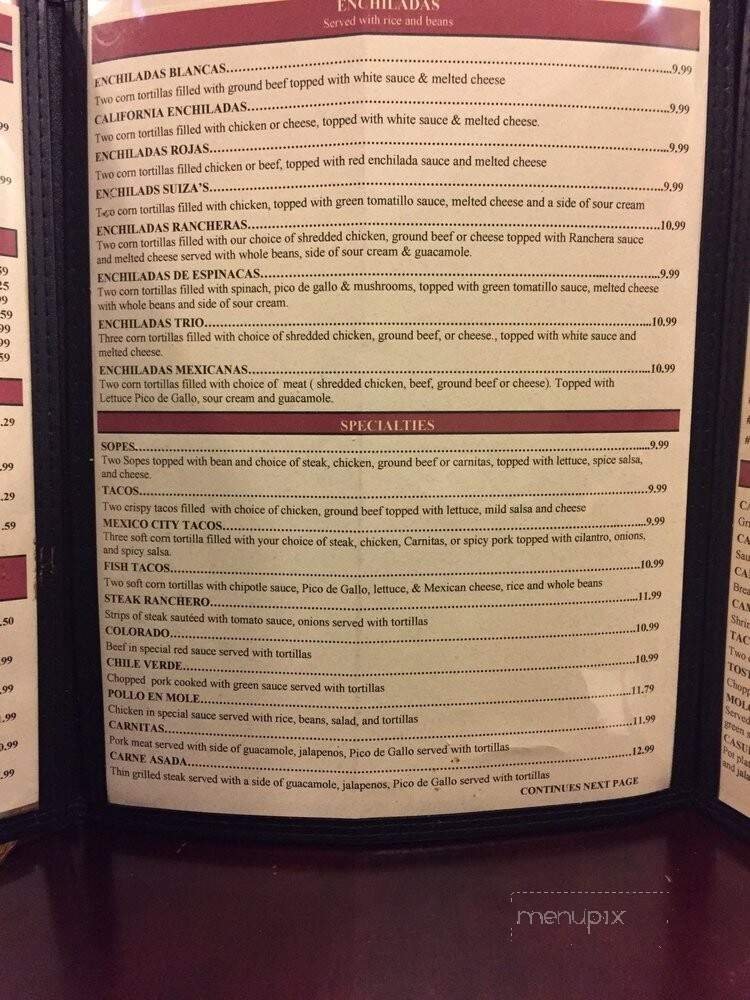 ENCHILADAS
Served with rice and beans
ENCHILADAS BLANCAS...9.99
Two corn tortillas filled with ground beef topped with white sauce & melted cheese
CALIFORNIA ENCHILADAS...9.99
Two corn tortillas filled with chicken or cheese, topped with white sauce & melted cheese.
ENCHILADAS ROJAS...9.99
Two corn tortillas filled chicken or beef, topped with red enchilada sauce and melted cheese
ENCHILADS SUIZA'S...9.99
Two corn tortillas filled with chicken, topped with green tomatillo sauce, melted cheese and a side of sour cream
ENCHILADAS RANCHERAS...10.99
Two corn tortillas filled with our choice of shredded chicken, ground beef or cheese topped with Ranchera sauce
and melted cheese served with whole beans, side of sour cream & guacamole.
ENCHILADAS DE ESPINACAS...9.99
Two corn tortillas filled with spinach, pico de gallo & mushrooms, topped with green tomatillo sauce, melted cheese
with whole beans and side of sour cream.
ENCHILADAS TRIO...10.99
Three corn tortillas filled with choice of shredded chicken, ground beef, or cheese., topped with white sauce and
melted cheese.
ENCHILADAS MEXICANAS...10.99
Two corn tortillas filled with choice of meat ( shredded chicken, beef, ground beef or cheese). Topped with
Lettuce Pico de Gallo, sour cream and guacamole.
SPECIALTIES
SOPES...9.99
Two Sopes topped with bean and choice of steak, chicken, ground beef or carnitas, topped with lettuce, spice salsa,
and cheese.
TACOS...9.99
Two crispy tacos filled with choice of chicken, ground beef topped with lettuce, mild salsa and cheese
MEXICO CITY TACOS...9.99
Three soft corn tortilla filled with your choice of steak, chicken, Carnitas, or spicy pork topped with cilantro, onions,
and spicy salsa.
FISH TACOS...10.99
Two soft corn tortillas with chipotle sauce, Pico de Gallo, lettuce, & Mexican cheese, rice and whole beans
STEAK RANCHERO...11.99
Strips of steak sautéed with tomato sauce, onions served with tortillas
COLORADO...10.99
Beef in special red sauce served with tortillas
CHILE VERDE...10.99
Chopped pork cooked with green sauce served with tortillas
POLLO EN MOLE...11.79
Chicken in special sauce served with rice, beans, salad, and tortillas
CARNITAS...11.99
Pork meat served with side of guacamole, jalapenos, Pico de Gallo served with tortillas
CARNE ASADA...12.99
Thin grilled steak served with a side of guacamole, jalapenos, Pico de Gallo served with tortillas
CONTINUES NEXT PAGE
menupix